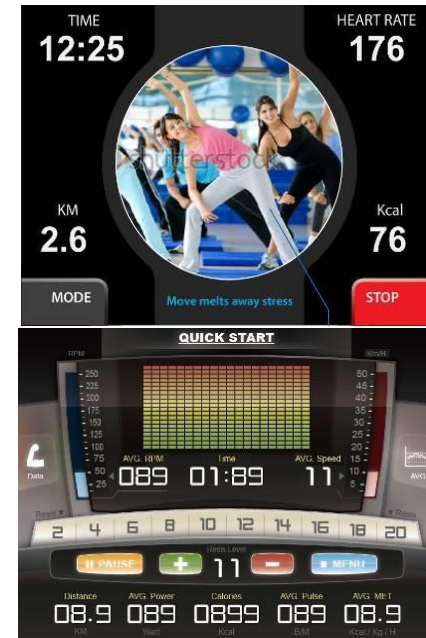 TIME
HEART RATE
12:25
176
shutterstock
KM
Kcal
2.6
76
MODE
Move melts away stress
STOP
QUICK START
RPM
Km/H
250
225
200
175
150
125
100
75
50
25
50
45
40
35
30
25
20
15
10
5
AVG. RPM
Time
AVG. Speed
089
01:89
11
Data
AVG
Resis ▼
▼ Resis
2 4 6 8 10 12 14 16 18 20
Resis Level
PAUSE
+
11
-
MENU
Distance
AVG. Power
Calories
AVG. Pulse
AVG. MET
08.9
089
0899
089
08.9
KM
Watt
Kcal
B/M
Kcal / Kg / H